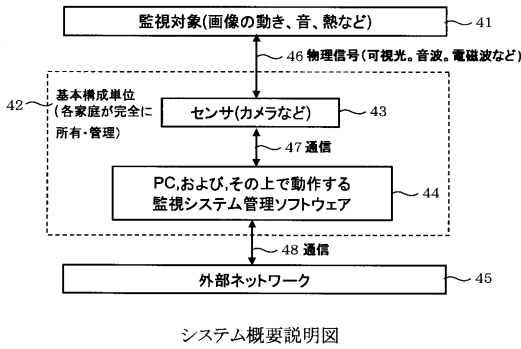 監視対象(画像の動き、音、熱など) 41
46 物理信号(可視光。音波。電磁波など)
42 基本構成単位
(各家庭が完全に
所有・管理)
センサ(カメラなど) 43
47 通信
PC,および,その上で動作する
監視システム管理ソフトウェア 44
48 通信
外部ネットワーク 45
システム概要説明図